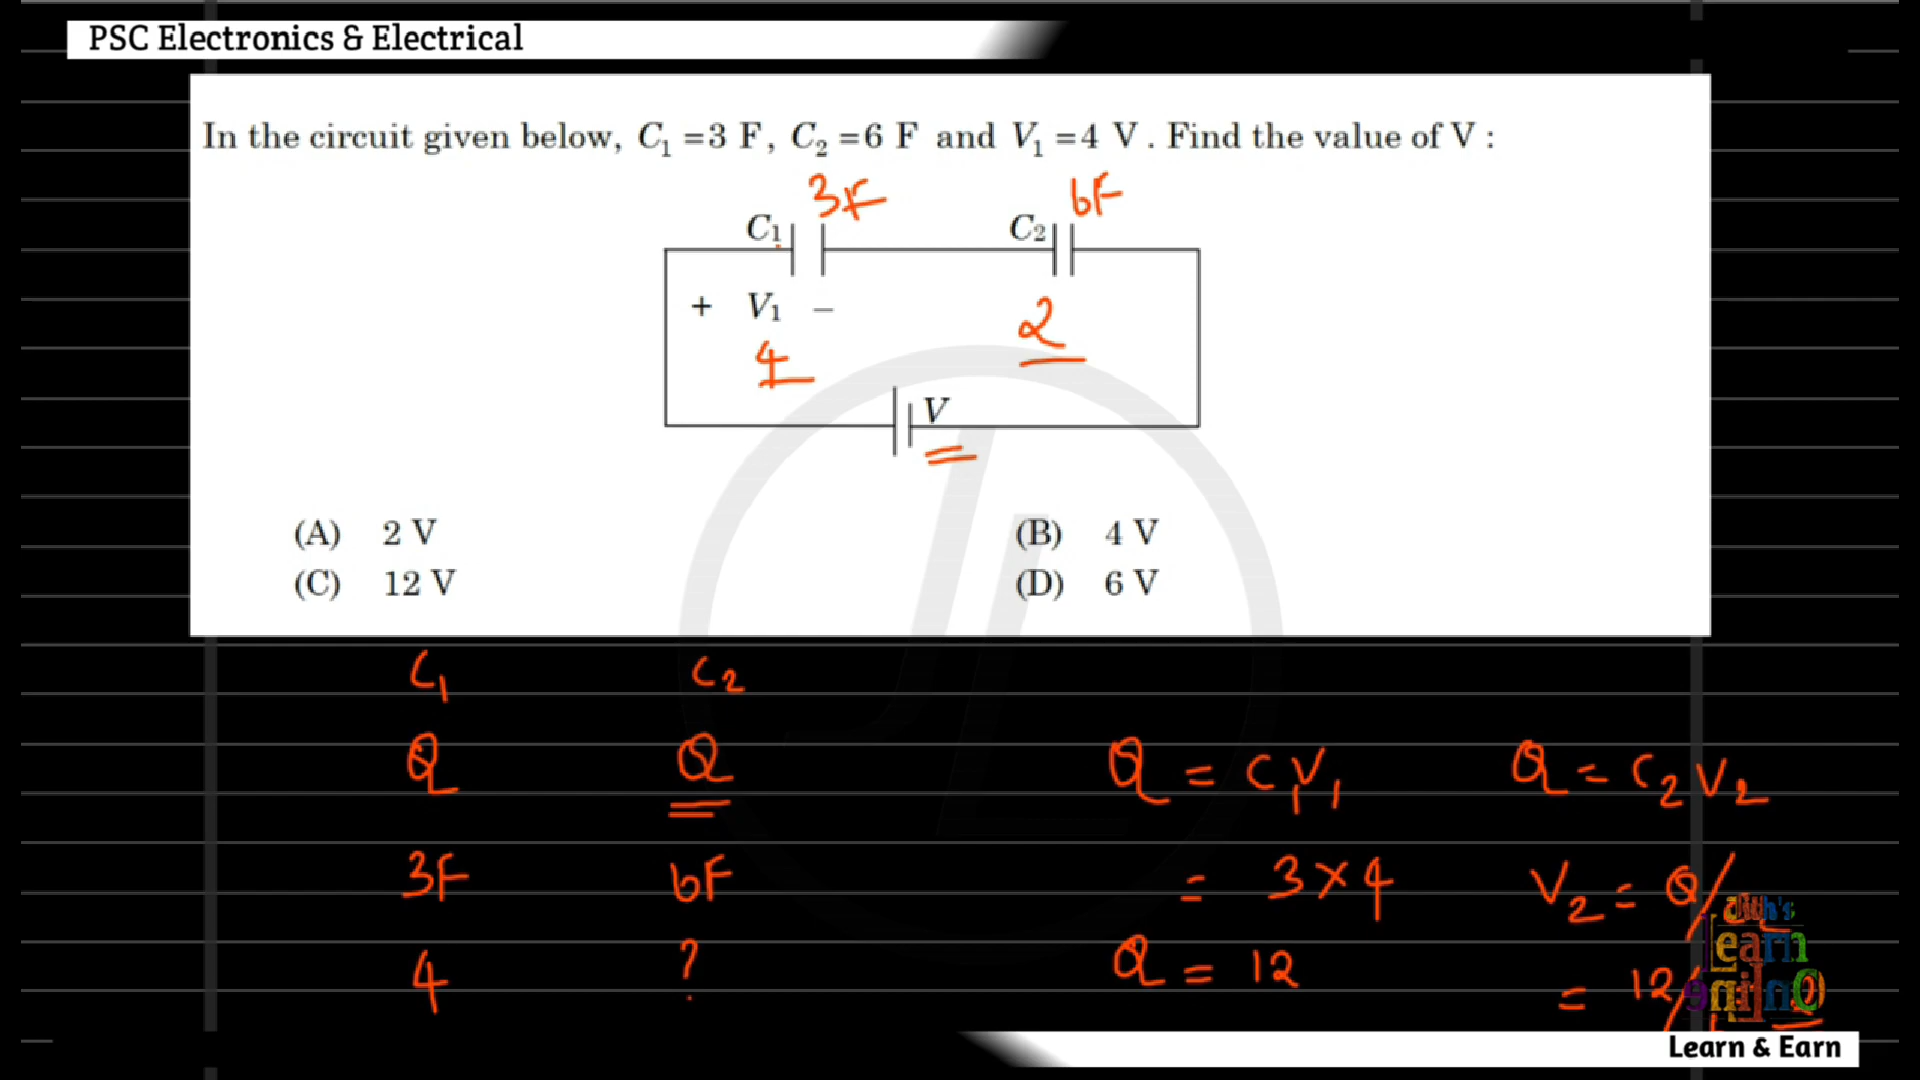 PSC Electronics & Electrical
In the circuit given below, C₁ =3 F, C₂ =6 F and V₁ =4 V. Find the value of V :
3F 6F
C₁ C₂
+ V₁ −
2
4
V
(A) 2 V (B) 4 V
(C) 12 V (D) 6 V
C₁ C₂
Q Q Q = C₁V₁ Q = C₂V₂
3F 6F = 3×4 V₂ = Q/
4 ? Q = 12 = 12/
Learn
Learn & Earn